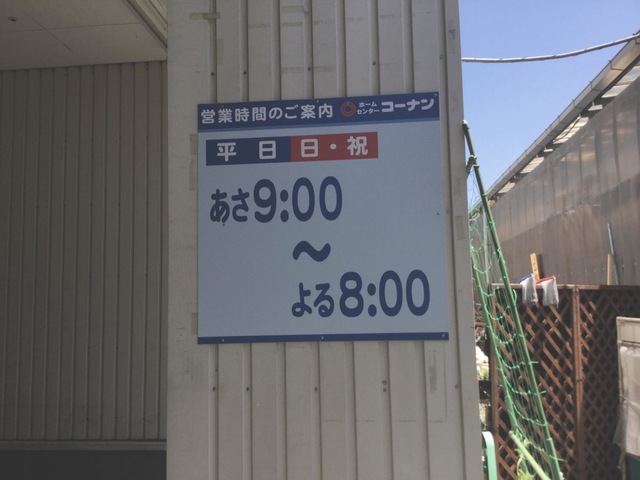 営業時間のご案内 ホームセンター コーナン
平日 日・祝
あさ9:00
〜
よる8:00